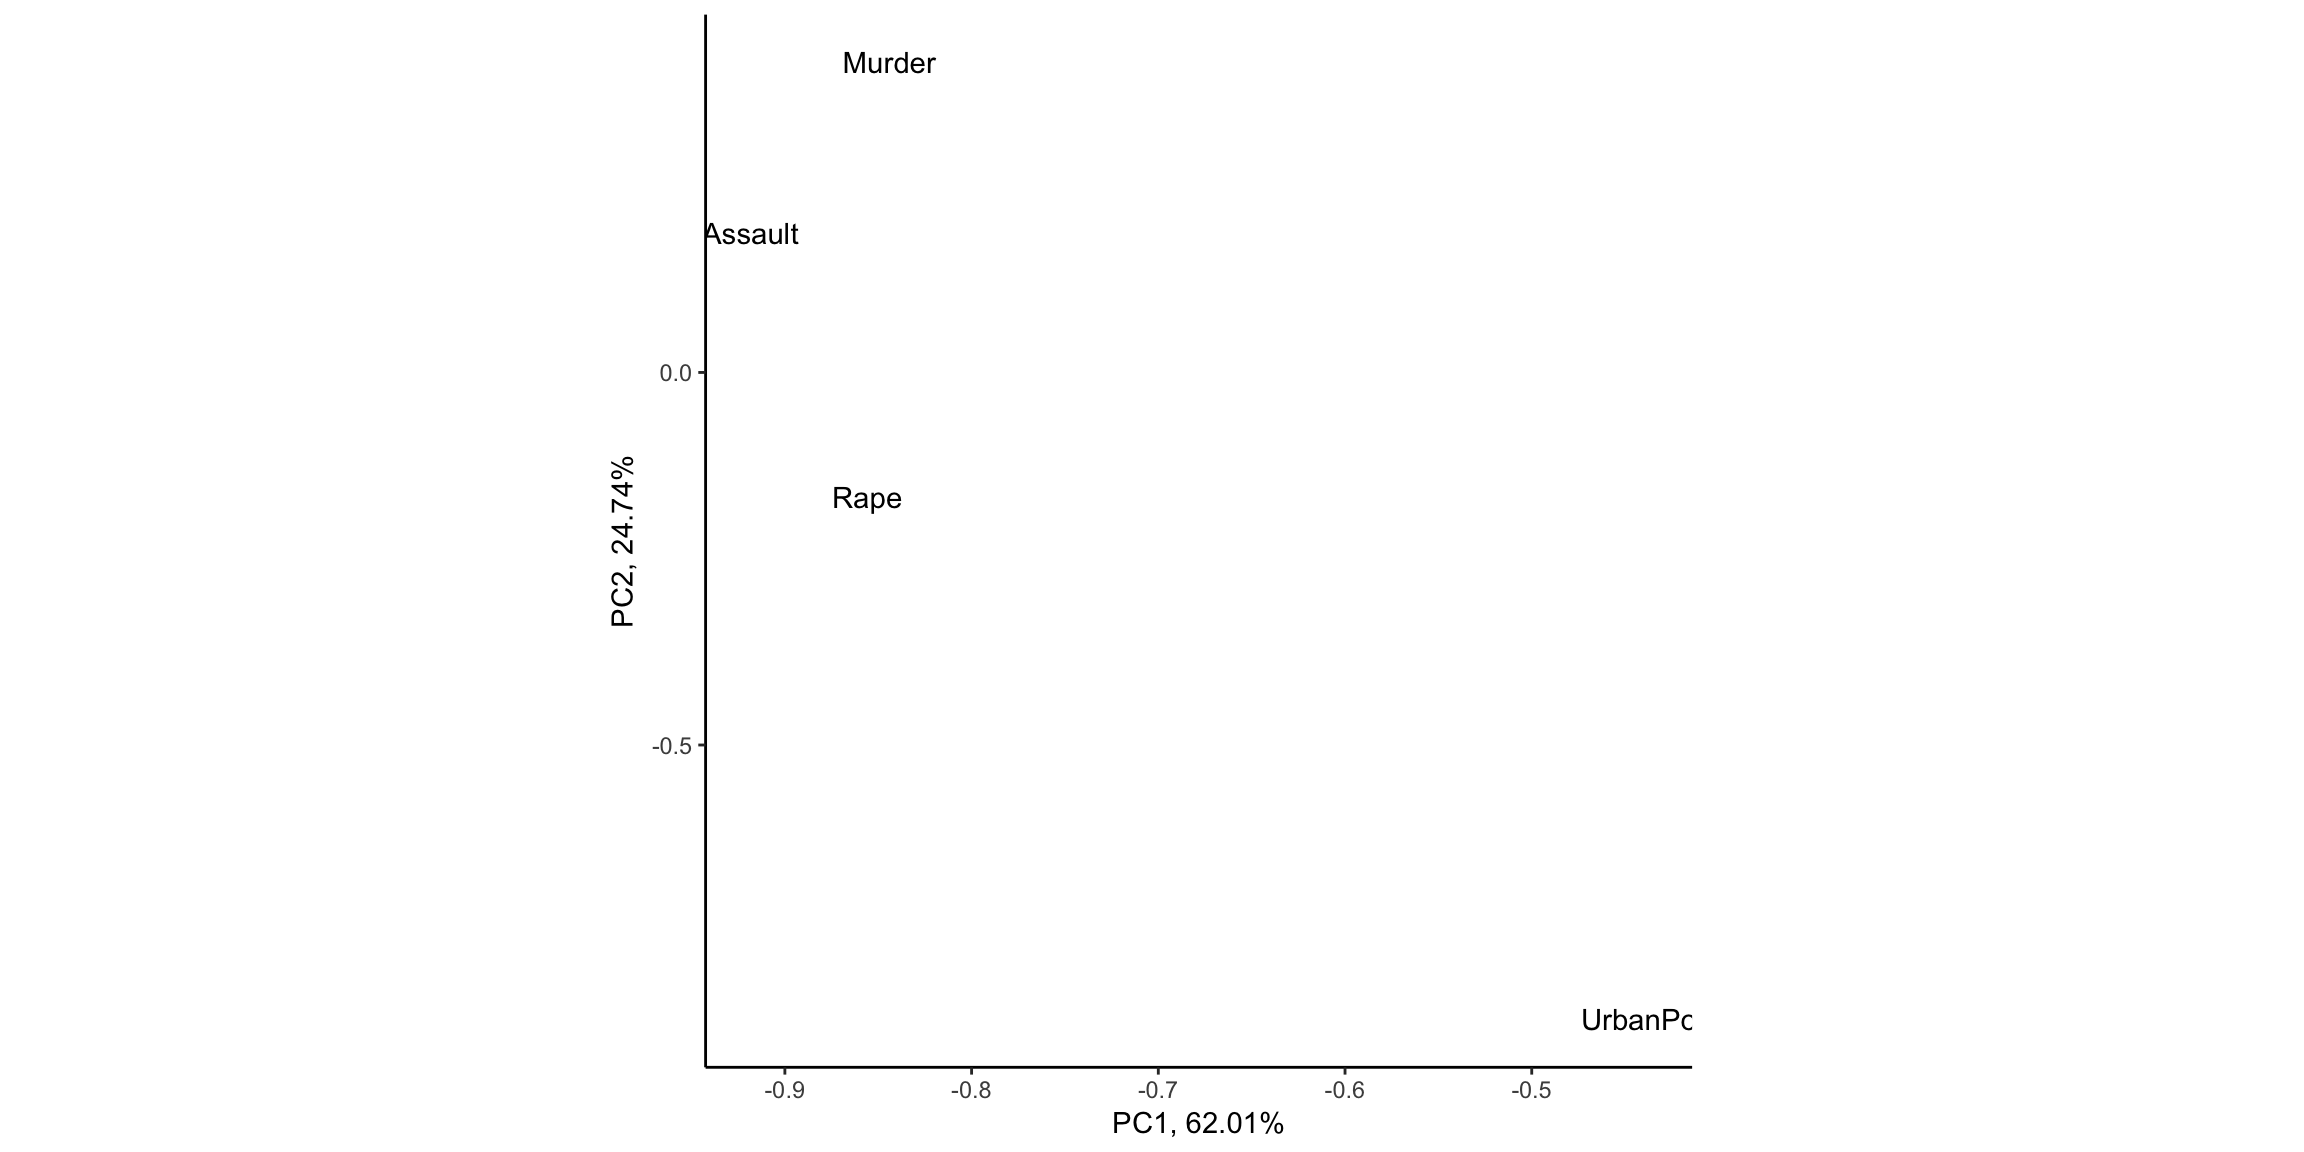 Murder
Assault
0.0
PC2, 24.74%
Rape
-0.5
UrbanPo
-0.9
-0.8
-0.7
-0.6
-0.5
PC1, 62.01%